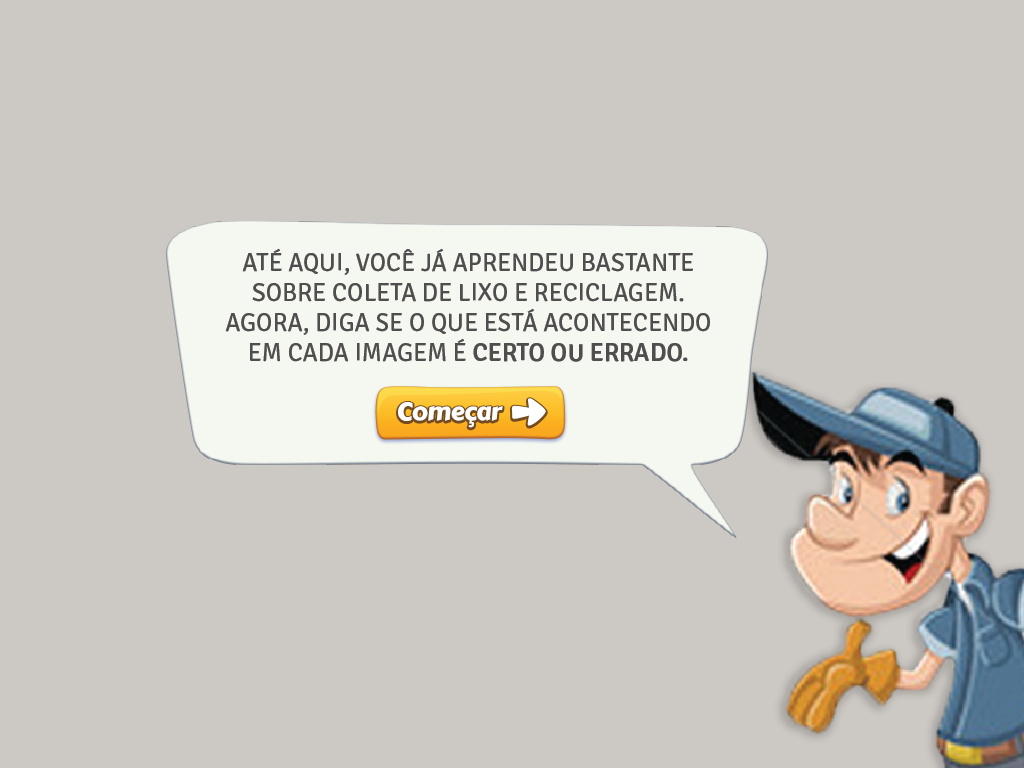 ATÉ AQUI, VOCÊ JÁ APRENDEU BASTANTE
SOBRE COLETA DE LIXO E RECICLAGEM.
AGORA, DIGA SE O QUE ESTÁ ACONTECENDO
EM CADA IMAGEM É CERTO OU ERRADO.
Começar